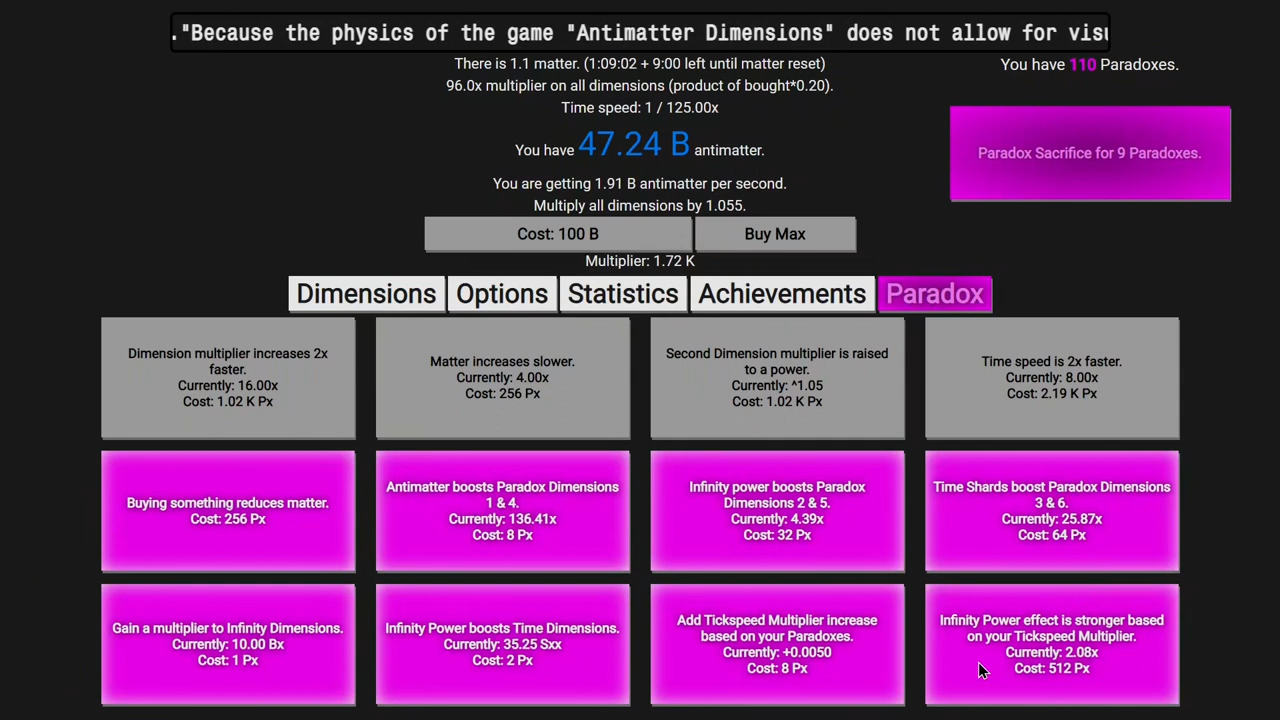 ."Because the physics of the game "Antimatter Dimensions" does not allow for
There is 1.1 matter. (1:09:02 + 9:00 left until matter reset)
You have 110 Paradoxes.
96.0x multiplier on all dimensions (product of bought*0.20).
Time speed: 1 / 125.00x
You have 47.24 B antimatter.
Paradox Sacrifice for 9 Paradoxes.
You are getting 1.91 B antimatter per second.
Multiply all dimensions by 1.055.
Cost: 100 B
Buy Max
Multiplier: 1.72 K
Dimensions
Options
Statistics
Achievements
Paradox
Dimension multiplier increases 2x
faster.
Currently: 16.00x
Cost: 1.02 K Px
Matter increases slower.
Currently: 4.00x
Cost: 256 Px
Second Dimension multiplier is raised
to a power.
Currently: ^1.05
Cost: 1.02 K Px
Time speed is 2x faster.
Currently: 8.00x
Cost: 2.19 K Px
Buying something reduces matter.
Cost: 256 Px
Antimatter boosts Paradox Dimensions
1 & 4.
Currently: 136.41x
Cost: 8 Px
Infinity power boosts Paradox
Dimensions 2 & 5.
Currently: 4.39x
Cost: 32 Px
Time Shards boost Paradox Dimensions
3 & 6.
Currently: 25.87x
Cost: 64 Px
Gain a multiplier to Infinity Dimensions.
Currently: 10.00 Bx
Cost: 1 Px
Infinity Power boosts Time Dimensions.
Currently: 35.25 Sxx
Cost: 2 Px
Add Tickspeed Multiplier increase
based on your Paradoxes.
Currently: +0.0050
Cost: 8 Px
Infinity Power effect is stronger based
on your Tickspeed Multiplier.
Currently: 2.08x
Cost: 512 Px